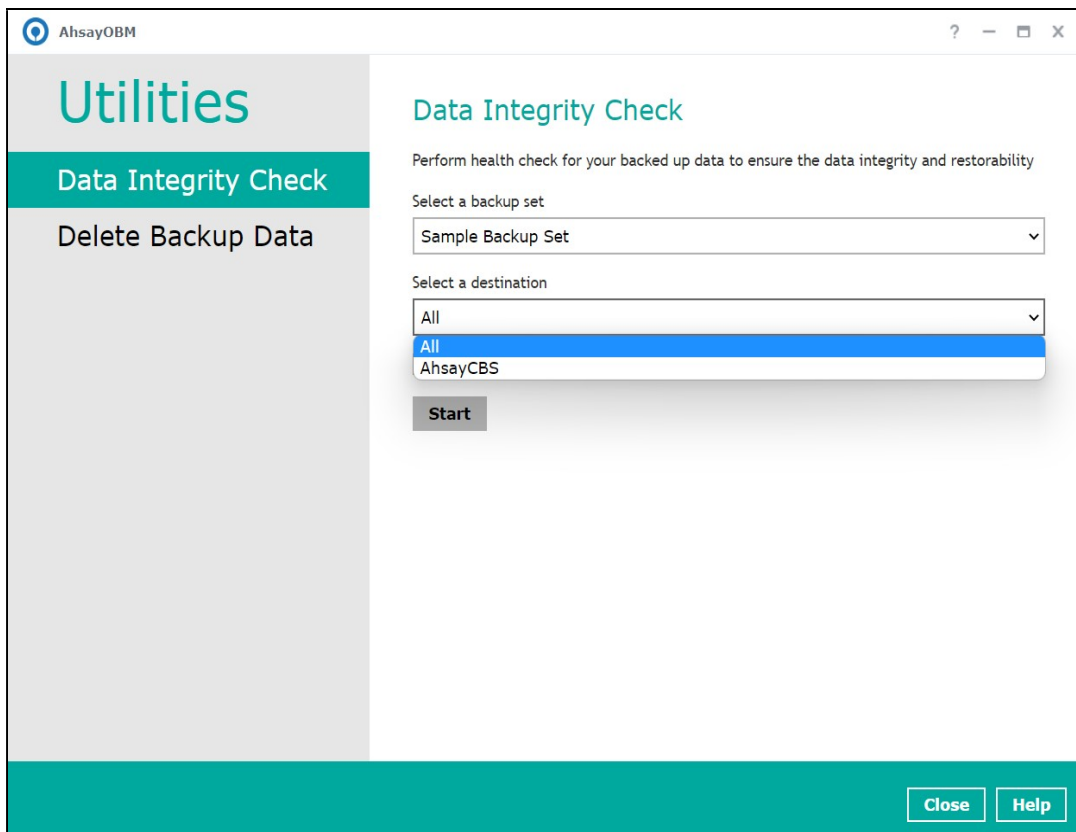 AhsayOBM
?
Utilities
Data Integrity Check
Delete Backup Data
Data Integrity Check
Perform health check for your backed up data to ensure the data integrity and restorability
Select a backup set
Sample Backup Set
Select a destination
All
All
AhsayCBS
Start
Close
Help